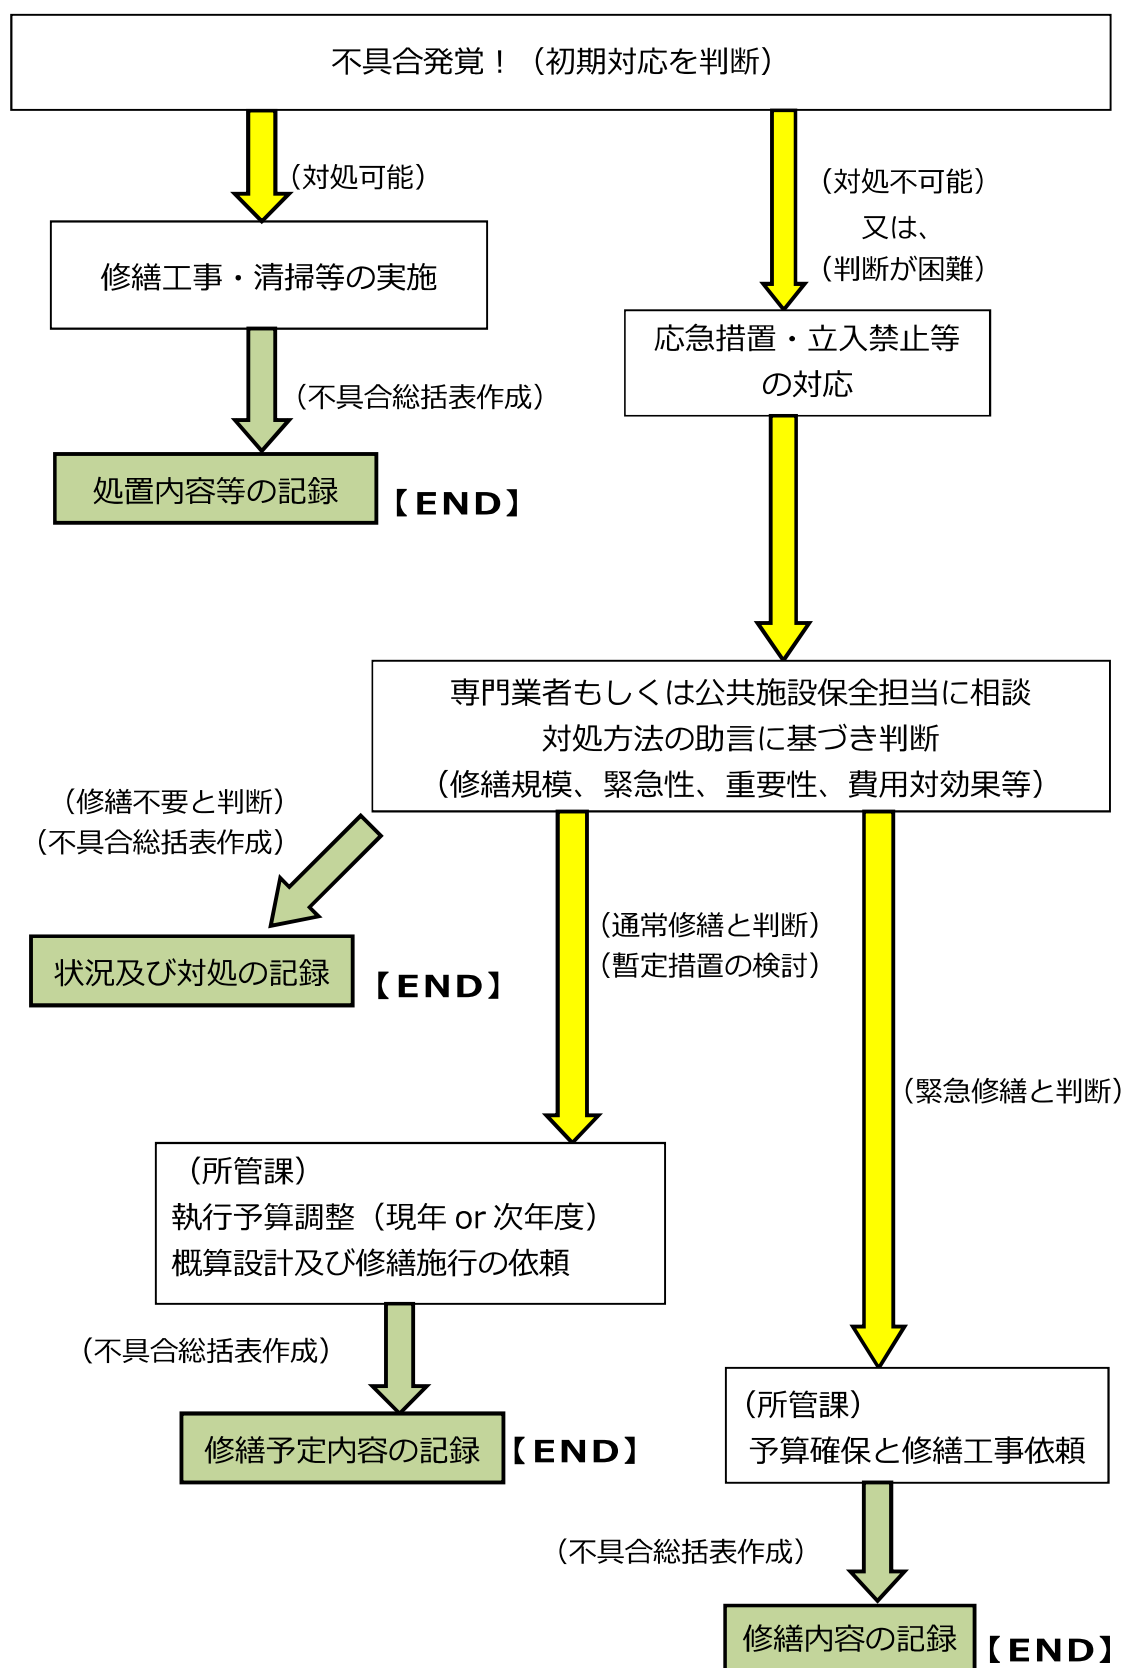 不具合発覚！（初期対応を判断）
（対処可能）
（対処不可能）
又は、
（判断が困難）
修繕工事・清掃等の実施
応急措置・立入禁止等
の対応
（不具合総括表作成）
処置内容等の記録
【END】
専門業者もしくは公共施設保全担当に相談
対処方法の助言に基づき判断
（修繕規模、緊急性、重要性、費用対効果等）
（修繕不要と判断）
（不具合総括表作成）
状況及び対処の記録
【END】
（通常修繕と判断）
（暫定措置の検討）
（緊急修繕と判断）
（所管課）
執行予算調整（現年 or 次年度）
概算設計及び修繕施行の依頼
（不具合総括表作成）
修繕予定内容の記録
【END】
（所管課）
予算確保と修繕工事依頼
（不具合総括表作成）
修繕内容の記録
【END】